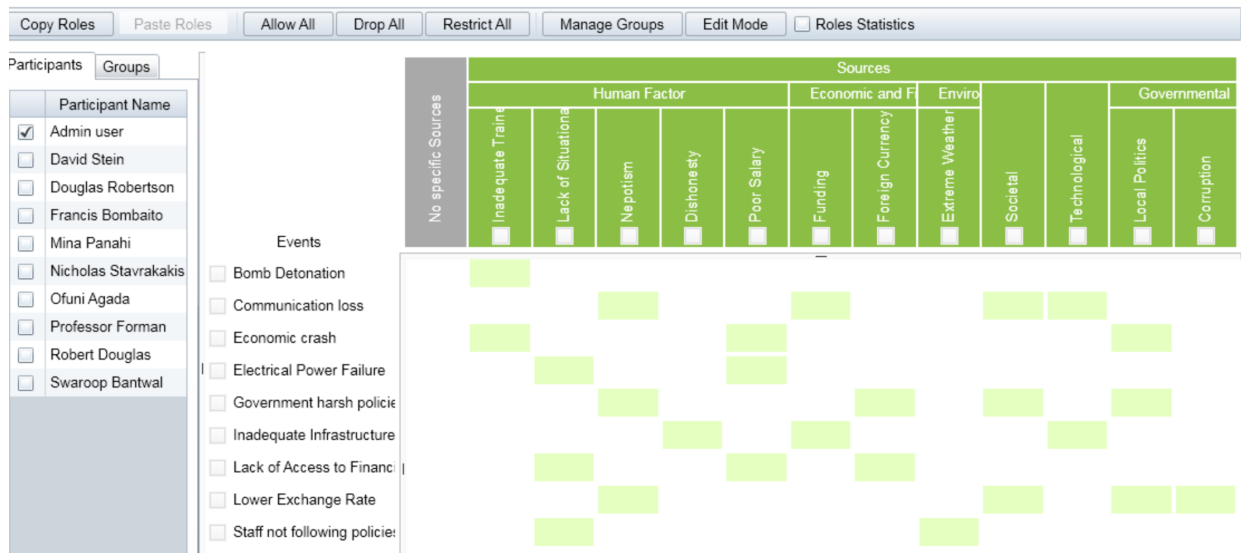 Copy Roles Paste Roles Allow All Drop All Restrict All Manage Groups Edit Mode Roles Statistics
Participants Groups
Participant Name
Admin user
David Stein
Douglas Robertson
Francis Bombaito
Mina Panahi
Nicholas Stavrakakis
Ofuni Agada
Professor Forman
Robert Douglas
Swaroop Bantwal
Sources
Human Factor Economic and Fi Enviro Governmental
No specific Sources
Inadequate Traine
Lack of Situationa
Nepotism
Dishonesty
Poor Salary
Funding
Foreign Currency
Extreme Weather
Societal
Technological
Local Politics
Corruption
Events
Bomb Detonation
Communication loss
Economic crash
Electrical Power Failure
Government harsh policie
Inadequate Infrastructure
Lack of Access to Financi
Lower Exchange Rate
Staff not following policies